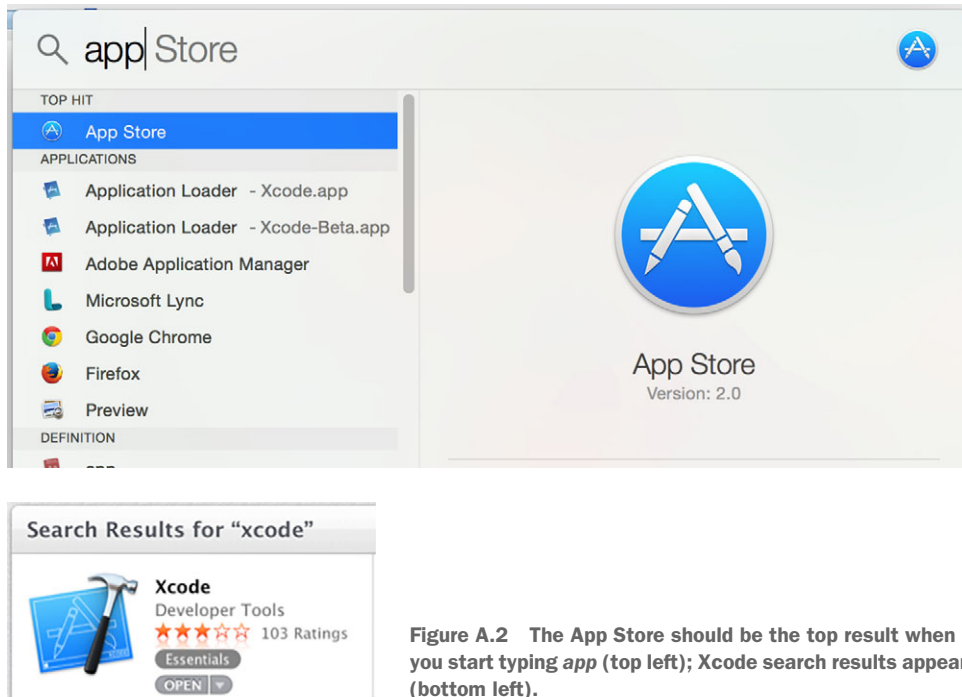 app Store
TOP HIT
App Store
APPLICATIONS
Application Loader - Xcode.app
Application Loader - Xcode-Beta.app
Adobe Application Manager
Microsoft Lync
Google Chrome
Firefox
Preview
DEFINITION
App Store
Version: 2.0
Search Results for “xcode”
Xcode
Developer Tools
103 Ratings
Essentials
OPEN
Figure A.2 The App Store should be the top result when
you start typing app (top left); Xcode search results appear
(bottom left).